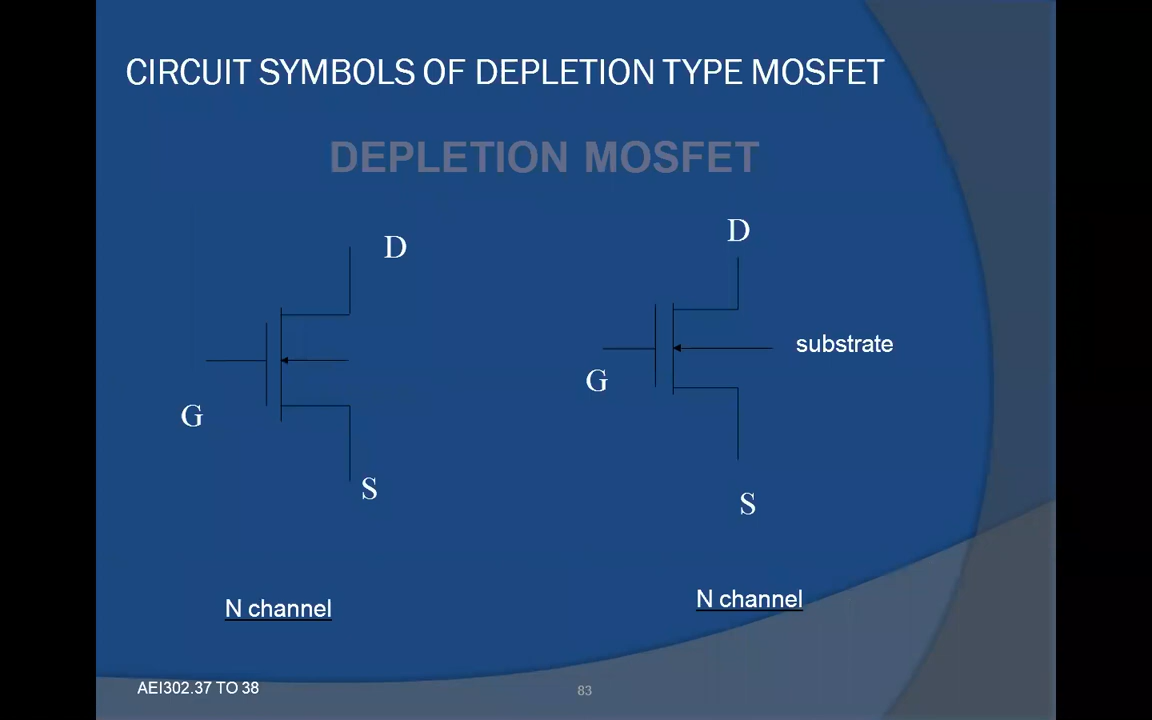 CIRCUIT SYMBOLS OF DEPLETION TYPE MOSFET
DEPLETION MOSFET
D
G
S
N channel
D
substrate
G
S
N channel
AEI302.37 TO 38
83